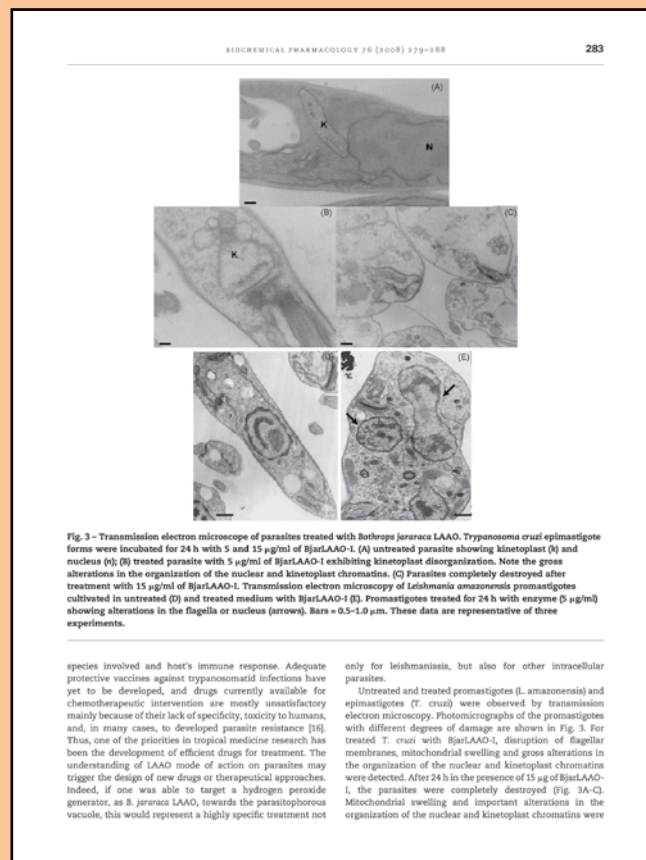 BIOCHEMICAL PHARMACOLOGY 76 (2008) 279–288
283
(A)
K
N
(B)
K
(C)
(D)
(E)
Fig. 3 – Transmission electron microscope of parasites treated with Bothrops jararaca LAAO. Trypanosoma cruzi epimastigote
forms were incubated for 24 h with 5 and 15 μg/ml of BjarLAAO-I. (A) untreated parasite showing kinetoplast (k) and
nucleus (n); (B) treated parasite with 5 μg/ml of BjarLAAO-I exhibiting kinetoplast disorganization. Note the gross
alterations in the organization of the nuclear and kinetoplast chromatins. (C) Parasites completely destroyed after
treatment with 15 μg/ml of BjarLAAO-I. Transmission electron microscopy of Leishmania amazonensis promastigotes
cultivated in untreated (D) and treated medium with BjarLAAO-I (E). Promastigotes treated for 24 h with enzyme (5 μg/ml)
showing alterations in the flagella or nucleus (arrows). Bars = 0.5–1.0 μm. These data are representative of three
experiments.
species involved and host's immune response. Adequate
protective vaccines against trypanosomatid infections have
yet to be developed, and drugs currently available for
chemotherapeutic intervention are mostly unsatisfactory
mainly because of their lack of specificity, toxicity to humans,
and, in many cases, to developed parasite resistance [16].
Thus, one of the priorities in tropical medicine research has
been the development of efficient drugs for treatment. The
understanding of LAAO mode of action on parasites may
trigger the design of new drugs or therapeutical approaches.
Indeed, if one was able to target a hydrogen peroxide
generator, as B. jararaca LAAO, towards the parasitophorous
vacuole, this would represent a highly specific treatment not
only for leishmaniasis, but also for other intracellular
parasites.
Untreated and treated promastigotes (L. amazonensis) and
epimastigotes (T. cruzi) were observed by transmission
electron microscopy. Photomicrographs of the promastigotes
with different degrees of damage are shown in Fig. 3. For
treated T. cruzi with BjarLAAO-I, disruption of flagellar
membranes, mitochondrial swelling and gross alterations in
the organization of the nuclear and kinetoplast chromatins
were detected. After 24 h in the presence of 15 μg of BjarLAAO-
I, the parasites were completely destroyed (Fig. 3A–C).
Mitochondrial swelling and important alterations in the
organization of the nuclear and kinetoplast chromatins were